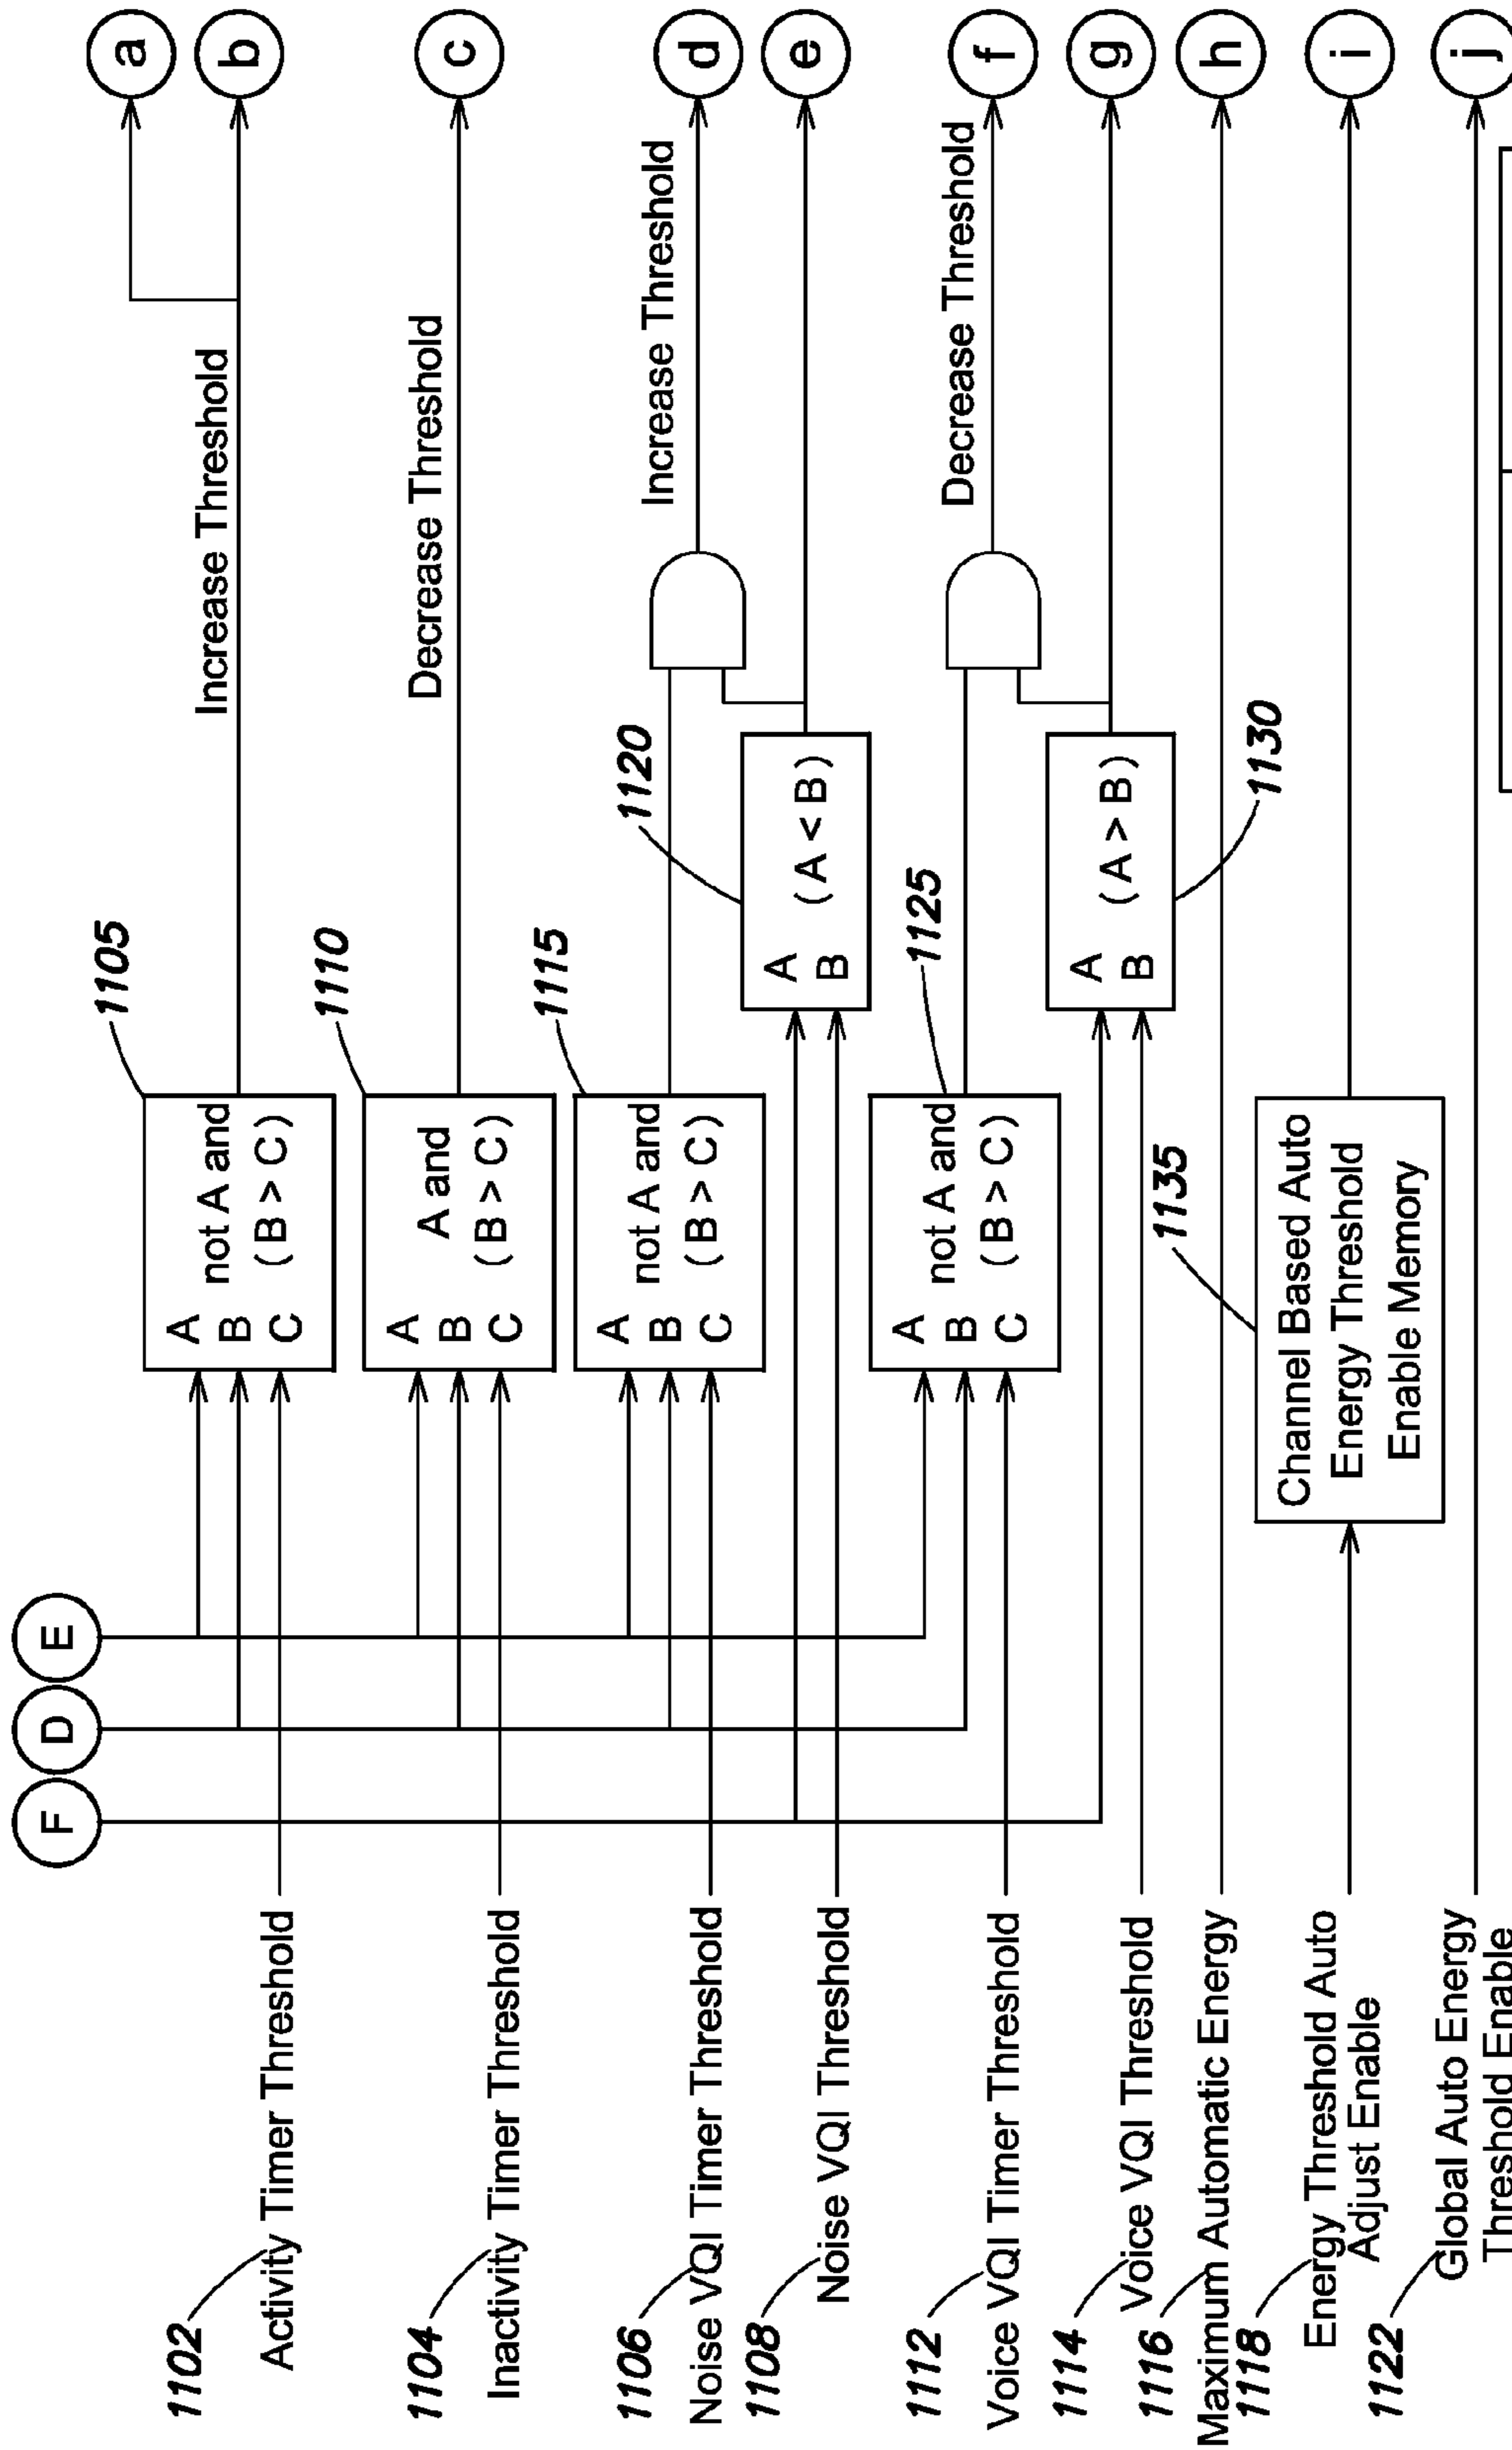 F
D
E
1102
Activity Timer Threshold
1105
A not A and
B (B > C)
C
Increase Threshold
a
b
1104
Inactivity Timer Threshold
1110
A A and
B (B > C)
C
Decrease Threshold
c
1106
Noise VQI Timer Threshold
1115
A not A and
B (B > C)
C
Increase Threshold
d
1108
Noise VQI Threshold
1120
A
B (A < B)
e
1112
Voice VQI Timer Threshold
1125
A not A and
B (B > C)
C
Decrease Threshold
f
1114
Voice VQI Threshold
1130
A
B (A > B)
g
1116
Maximum Automatic Energy
h
1118
Energy Threshold Auto
Adjust Enable
1135
Channel Based Auto
Energy Threshold
Enable Memory
i
1122
Global Auto Energy
Threshold Enable
j